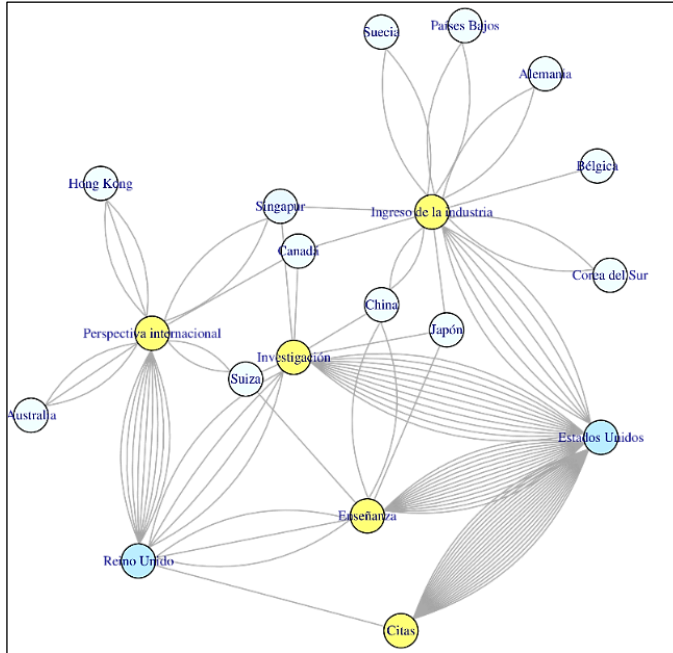 Suecia
Países Bajos
Alemania
Bélgica
Hong Kong
Singapur
Ingreso de la industria
Canadá
Corea del Sur
China
Japón
Perspectiva internacional
Investigación
Suiza
Australia
Estados Unidos
Enseñanza
Reino Unido
Citas